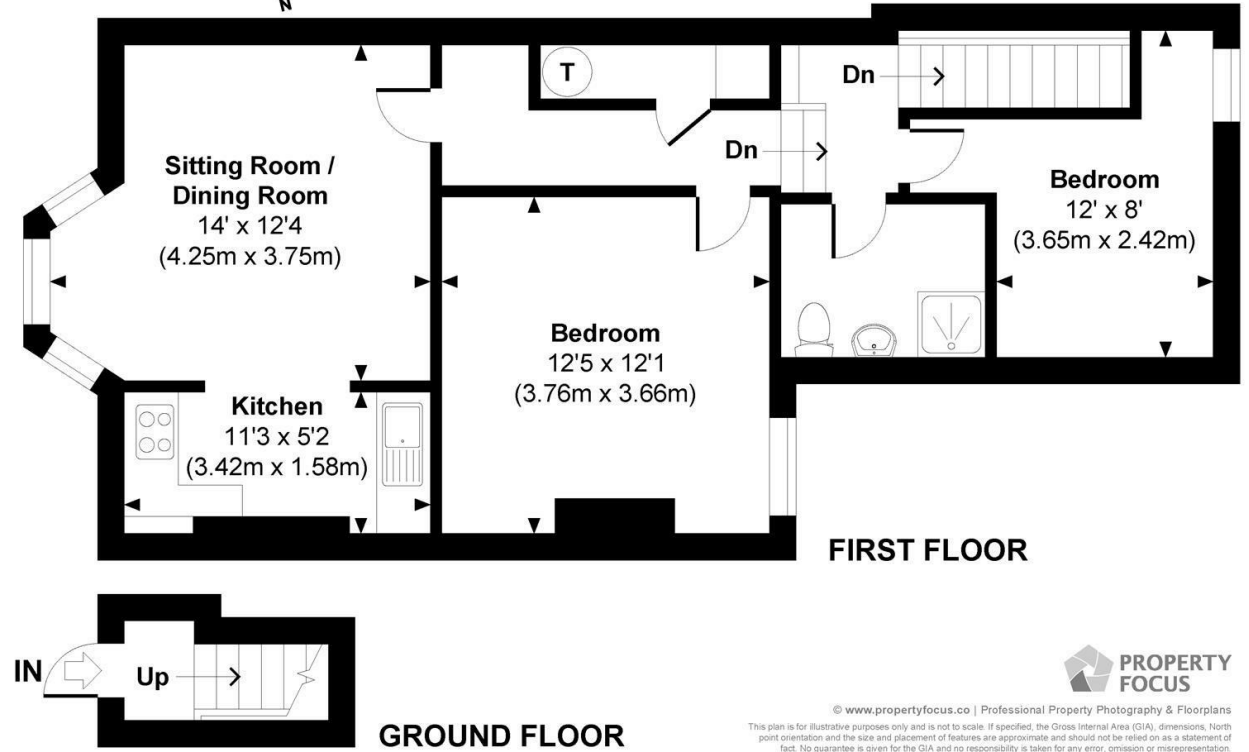 N
Sitting Room /
Dining Room
14' x 12'4
(4.25m x 3.75m)
T
Dn
Dn
Bedroom
12' x 8'
(3.65m x 2.42m)
Bedroom
12'5 x 12'1
(3.76m x 3.66m)
Kitchen
11'3 x 5'2
(3.42m x 1.58m)
FIRST FLOOR
IN
Up
GROUND FLOOR
PROPERTY
FOCUS
© www.propertyfocus.co | Professional Property Photography & Floorplans
This plan is for illustrative purposes only and is not to scale. If specified, the Gross Internal Area (GIA), dimensions, North
point orientation and the size and placement of features are approximate and should not be relied on as a statement of
fact. No guarantee is given for the GIA and no responsibility is taken for any error, omission or misrepresentation.